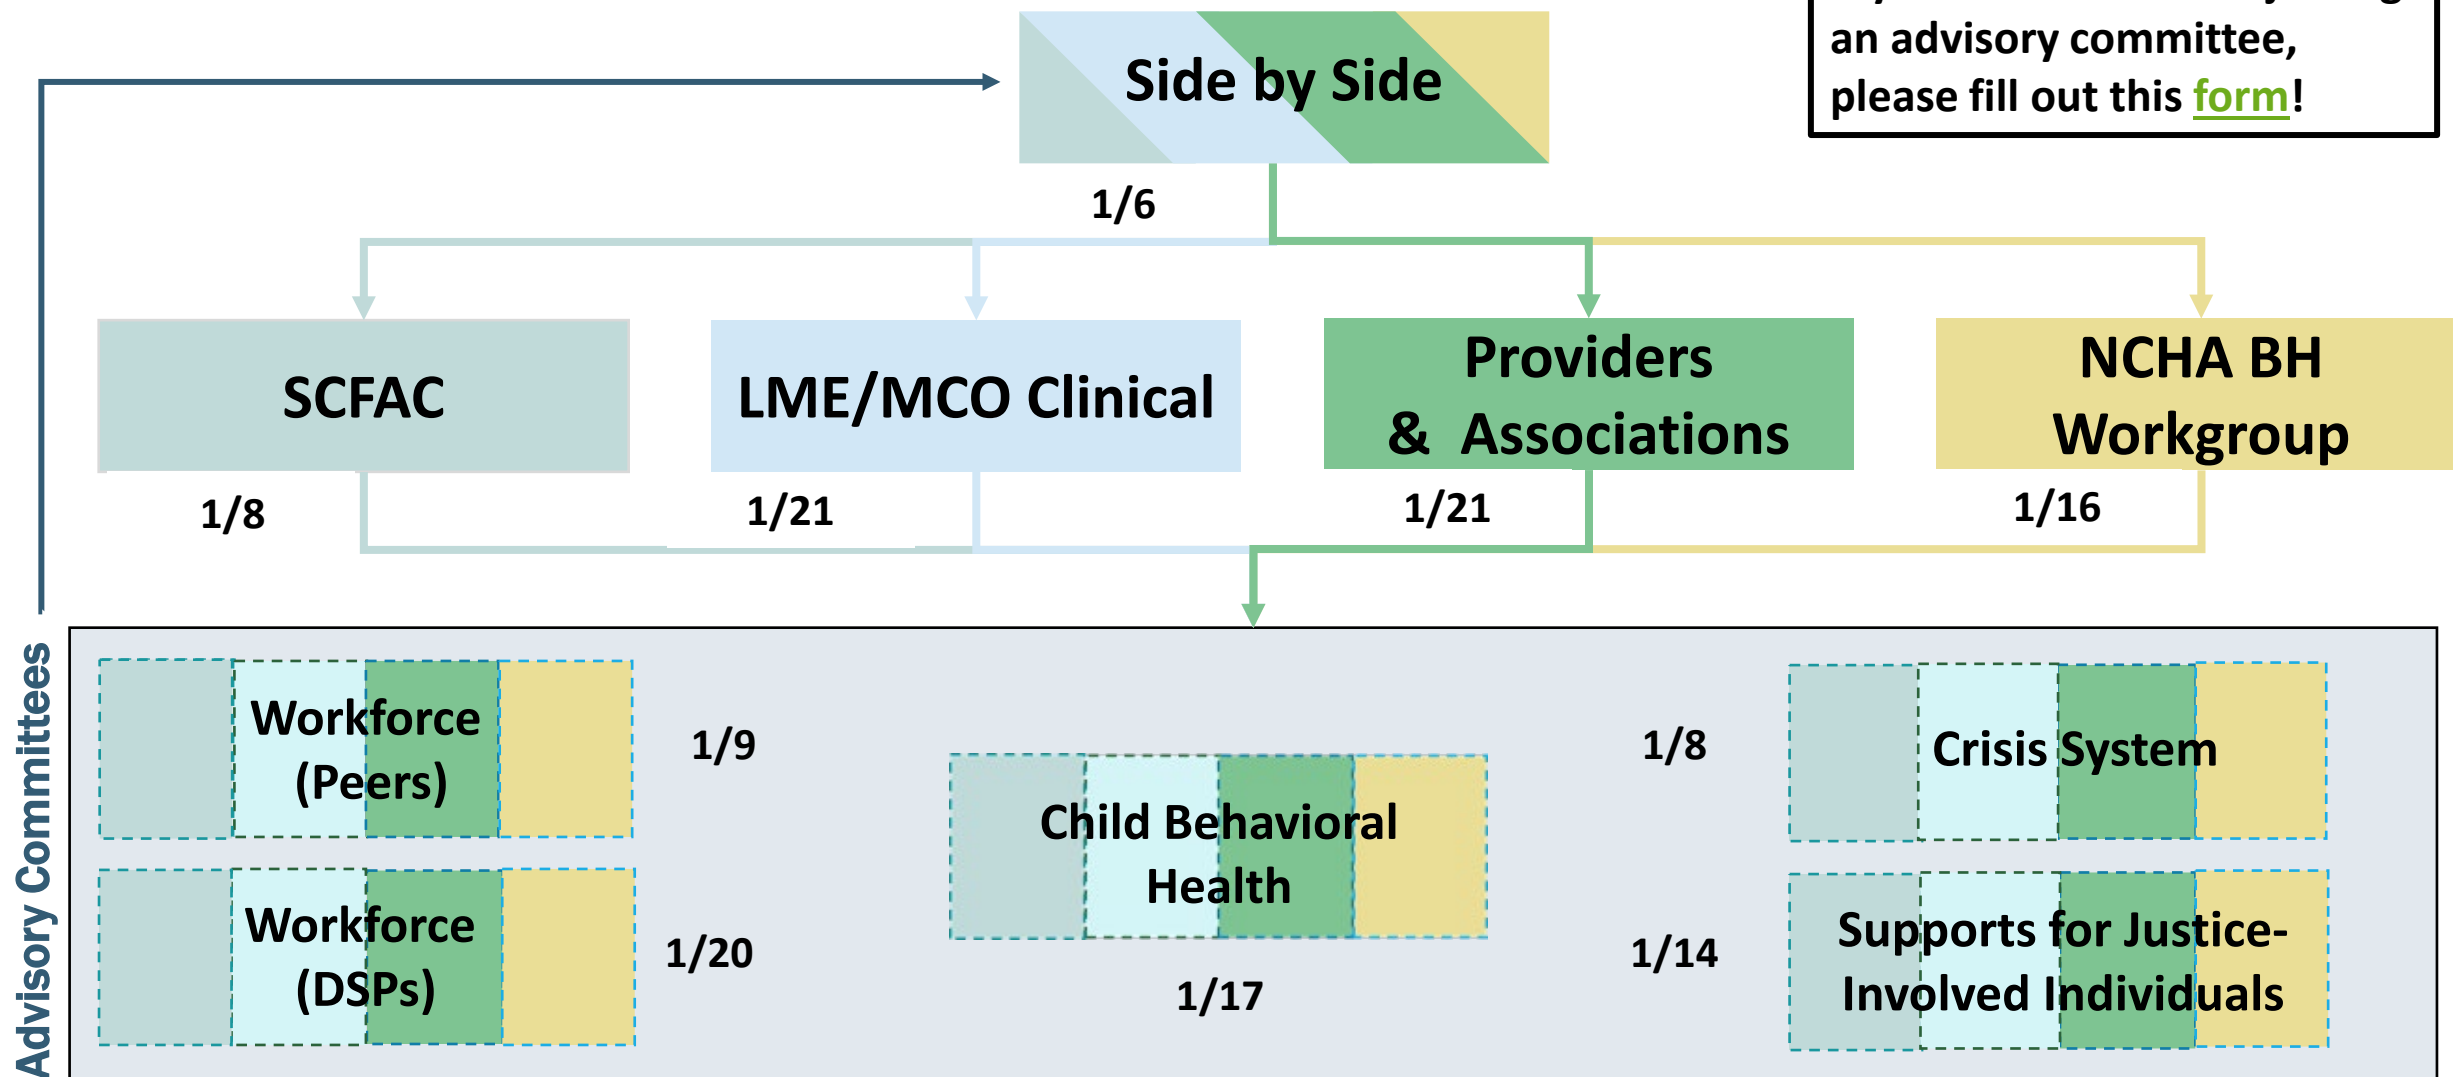 an advisory committee,
please fill out this form!
Side by Side
1/6
SCFAC
LME/MCO Clinical
Providers
& Associations
NCHA BH
Workgroup
1/8
1/21
1/21
1/16
Advisory Committees
Workforce
(Peers)
1/9
Workforce
(DSPs)
1/20
Child Behavioral
Health
1/17
1/8
Crisis System
1/14
Supports for Justice-
Involved Individuals